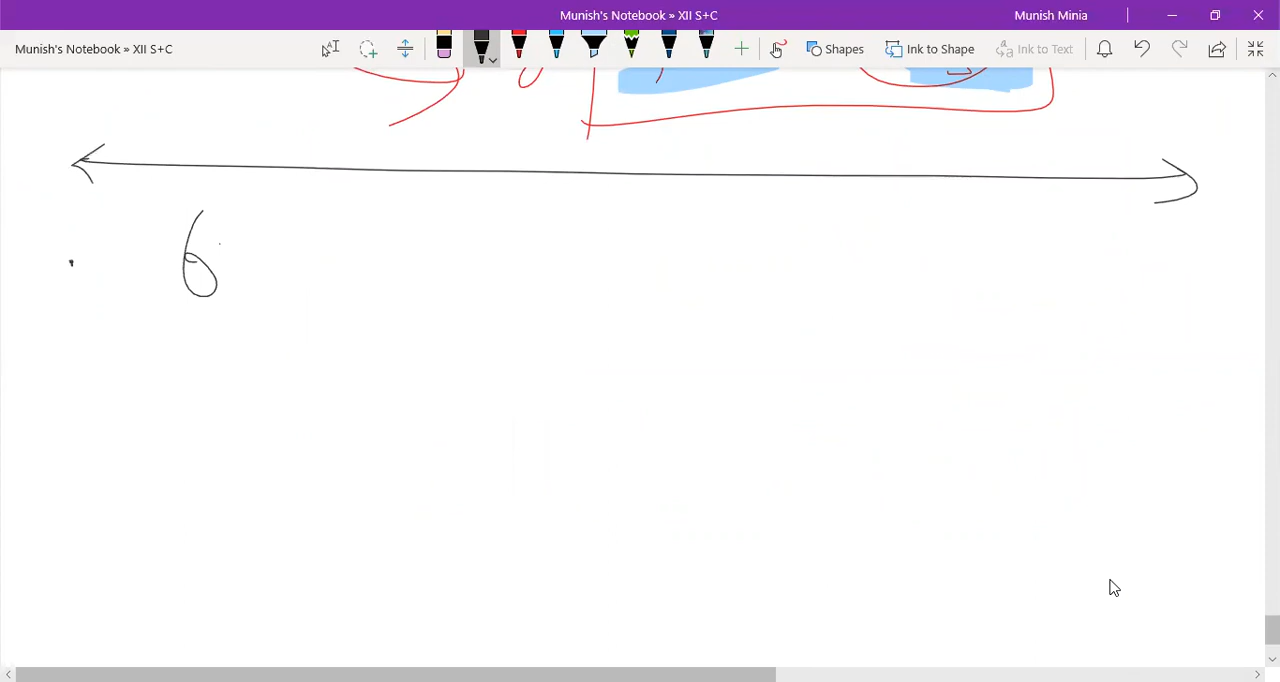 Munish's Notebook » XII S+C
Munish Minia
Munish's Notebook » XII S+C
Shapes
Ink to Shape
Ink to Text
6